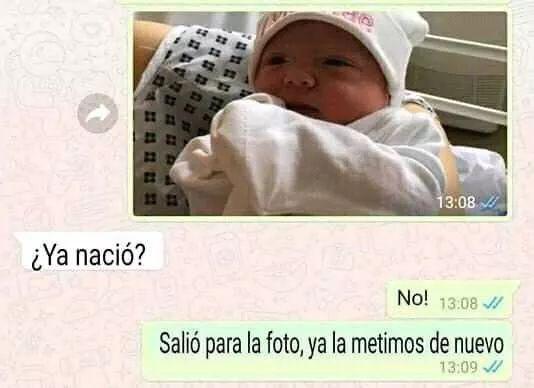 13:08
¿Ya nació?
No! 13:08
Salió para la foto, ya la metimos de nuevo
13:09